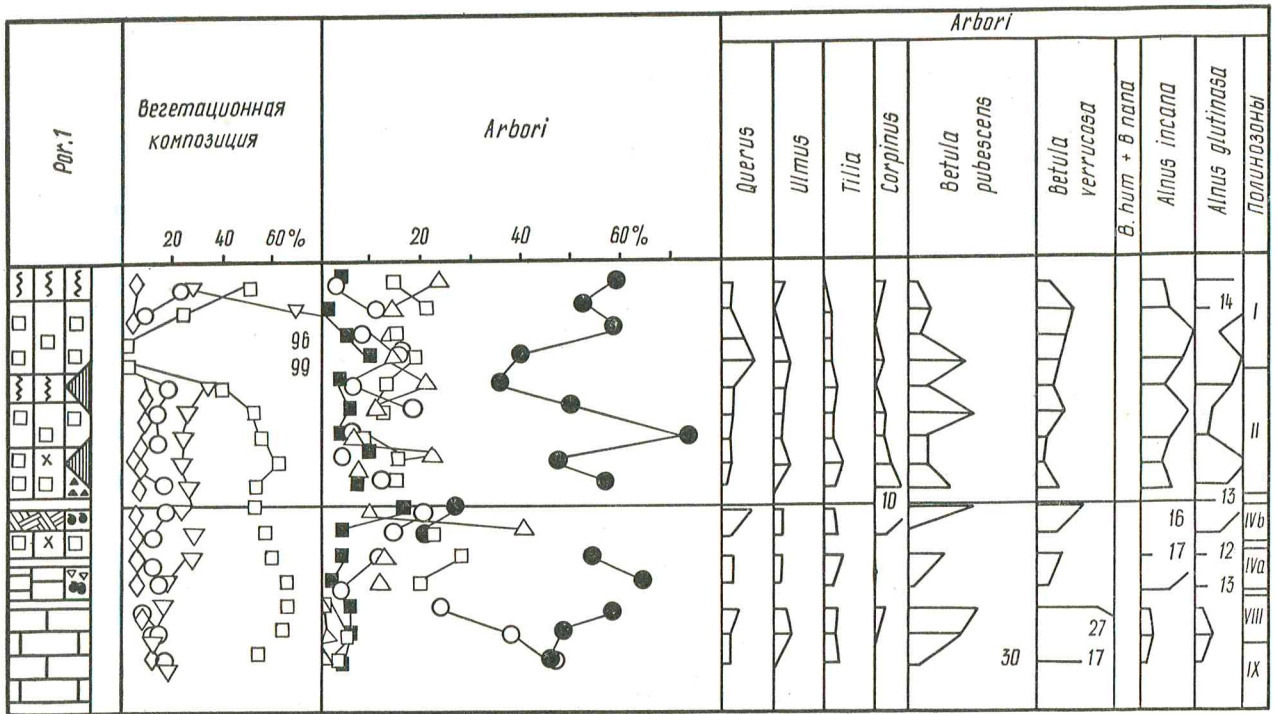 Arbori
Por.1
Вегетационная
композиция
Arbori
Querus
Ulmus
Tilia
Corpinus
Betula
pubescens
Betula
verrucosa
B. hum + B nana
Alnus incana
Alnus glutinasa
Полинозоны
20 40 60%
20 40 60%
14
I
96
99
II
x
10
13
16
IVb
x
17
12
IVa
13
VIII
27
30
17
IX